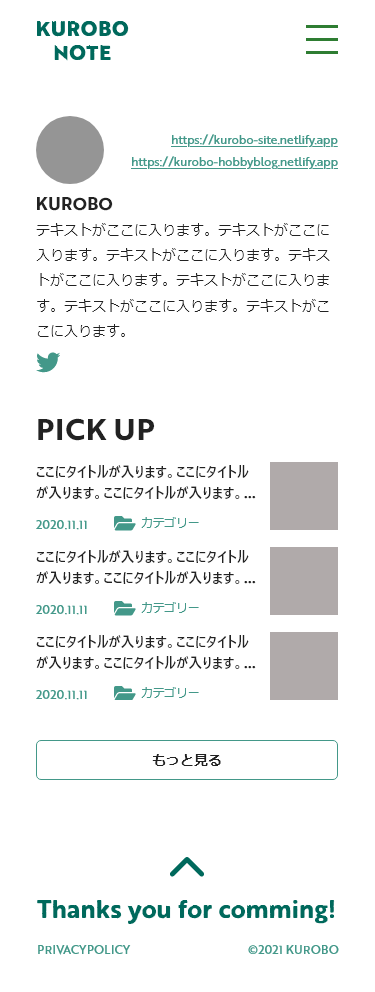 KUROBO
NOTE
https://kurobo-site.netlify.app
https://kurobo-hobbyblog.netlify.app
KUROBO
テキストがここに入ります。テキストがここに
入ります。テキストがここに入ります。テキス
トがここに入ります。テキストがここに入りま
す。テキストがここに入ります。テキストがこ
こに入ります。
PICK UP
ここにタイトルが入ります。ここにタイトル
が入ります。ここにタイトルが入ります。...
2020.11.11 カテゴリー
ここにタイトルが入ります。ここにタイトル
が入ります。ここにタイトルが入ります。...
2020.11.11 カテゴリー
ここにタイトルが入ります。ここにタイトル
が入ります。ここにタイトルが入ります。...
2020.11.11 カテゴリー
もっと見る
Thanks you for comming!
PRIVACYPOLICY ©2021 KUROBO